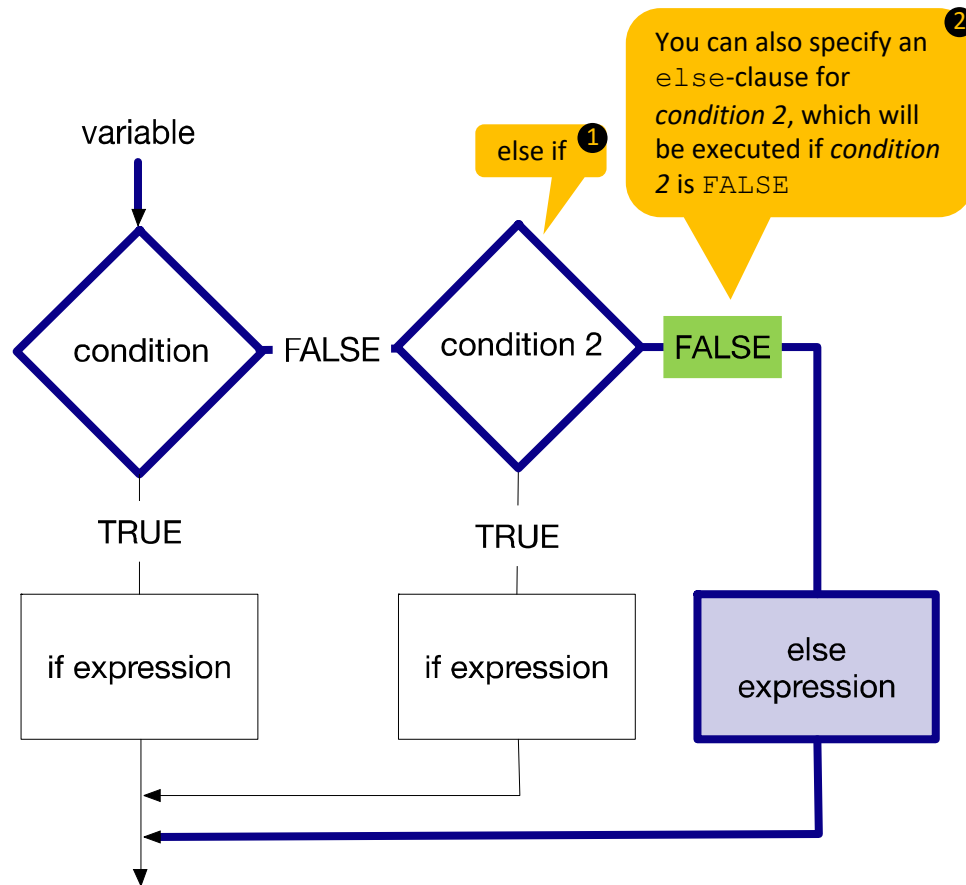 2
You can also specify an
else-clause for
condition 2, which will
be executed if condition
2 is FALSE
else if
1
variable
condition
FALSE
condition 2
FALSE
TRUE
TRUE
if expression
if expression
else
expression